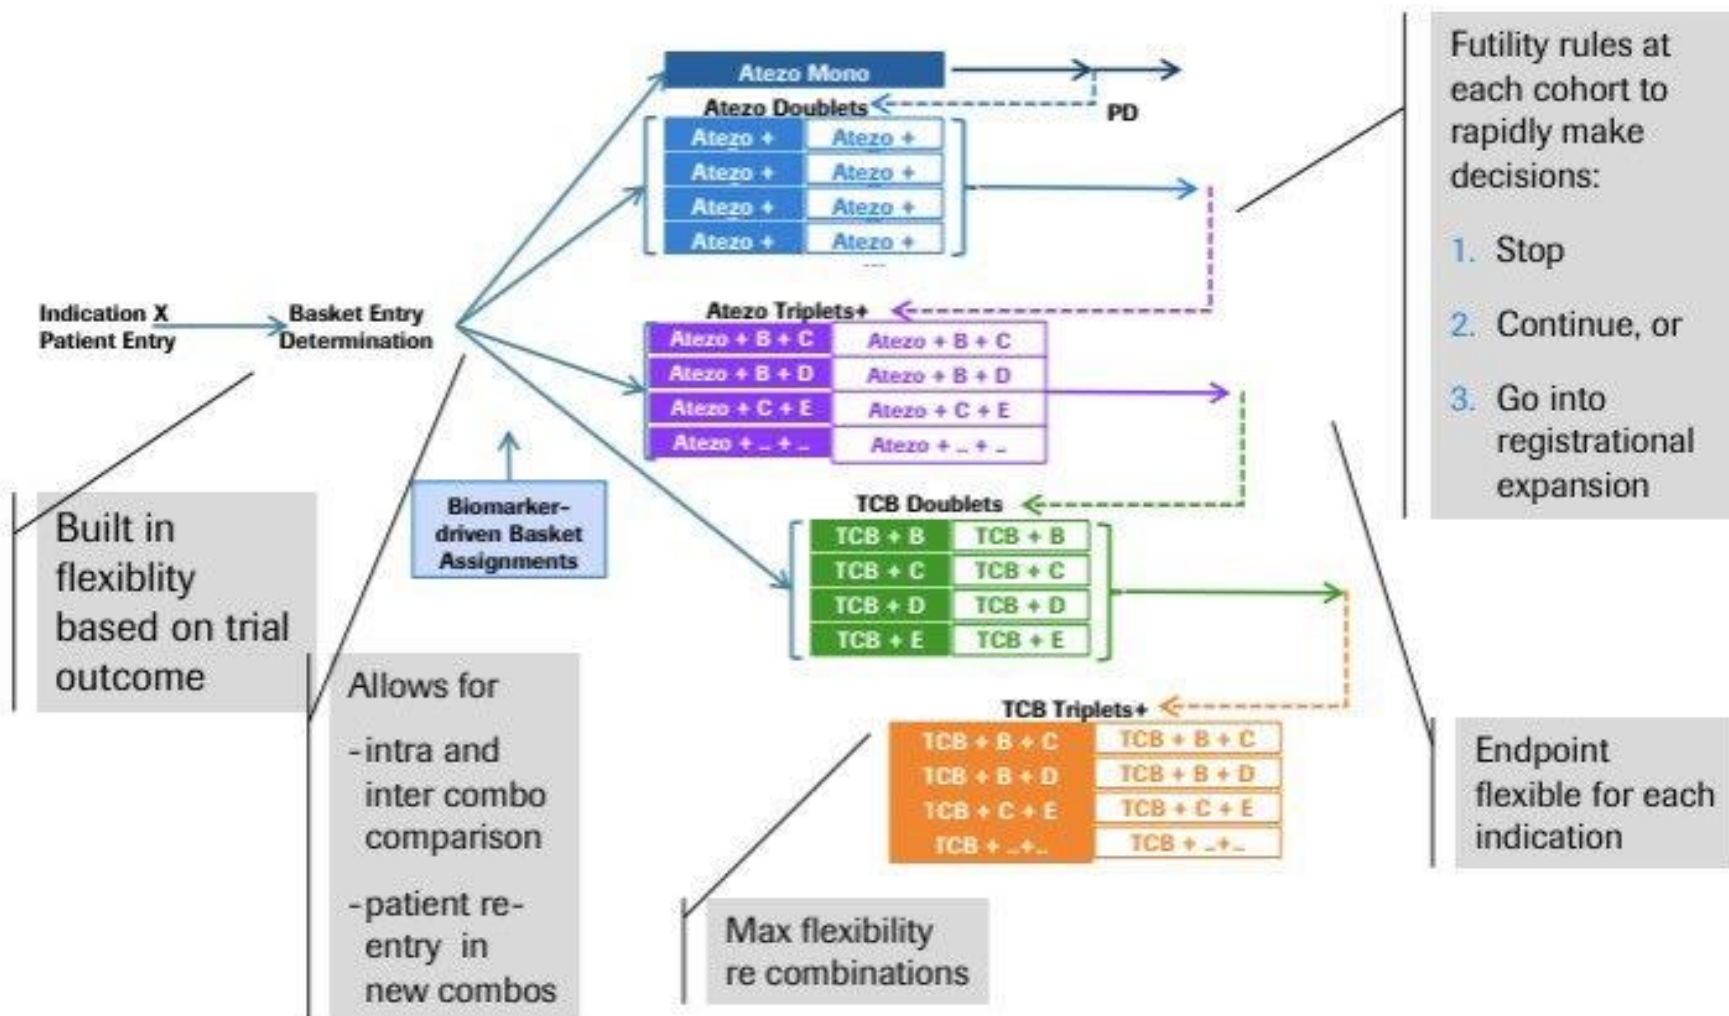 Indication X
Patient Entry
Basket Entry
Determination
Biomarker-
driven Basket
Assignments
Atezo Mono
PD
Atezo Doublets
Atezo + Atezo +
Atezo + Atezo +
Atezo + Atezo +
Atezo + Atezo +
...
Atezo Triplets+
Atezo + B + C Atezo + B + C
Atezo + B + D Atezo + B + D
Atezo + C + E Atezo + C + E
Atezo + .. + .. Atezo + .. + ..
TCB Doublets
TCB + B TCB + B
TCB + C TCB + C
TCB + D TCB + D
TCB + E TCB + E
TCB Triplets+
TCB + B + C TCB + B + C
TCB + B + D TCB + B + D
TCB + C + E TCB + C + E
TCB + ..+.. TCB + ..+..
Futility rules at
each cohort to
rapidly make
decisions:
1. Stop
2. Continue, or
3. Go into
registrational
expansion
Built in
flexiblity
based on trial
outcome
Allows for
-intra and
inter combo
comparison
-patient re-
entry in
new combos
Max flexibility
re combinations
Endpoint
flexible for each
indication